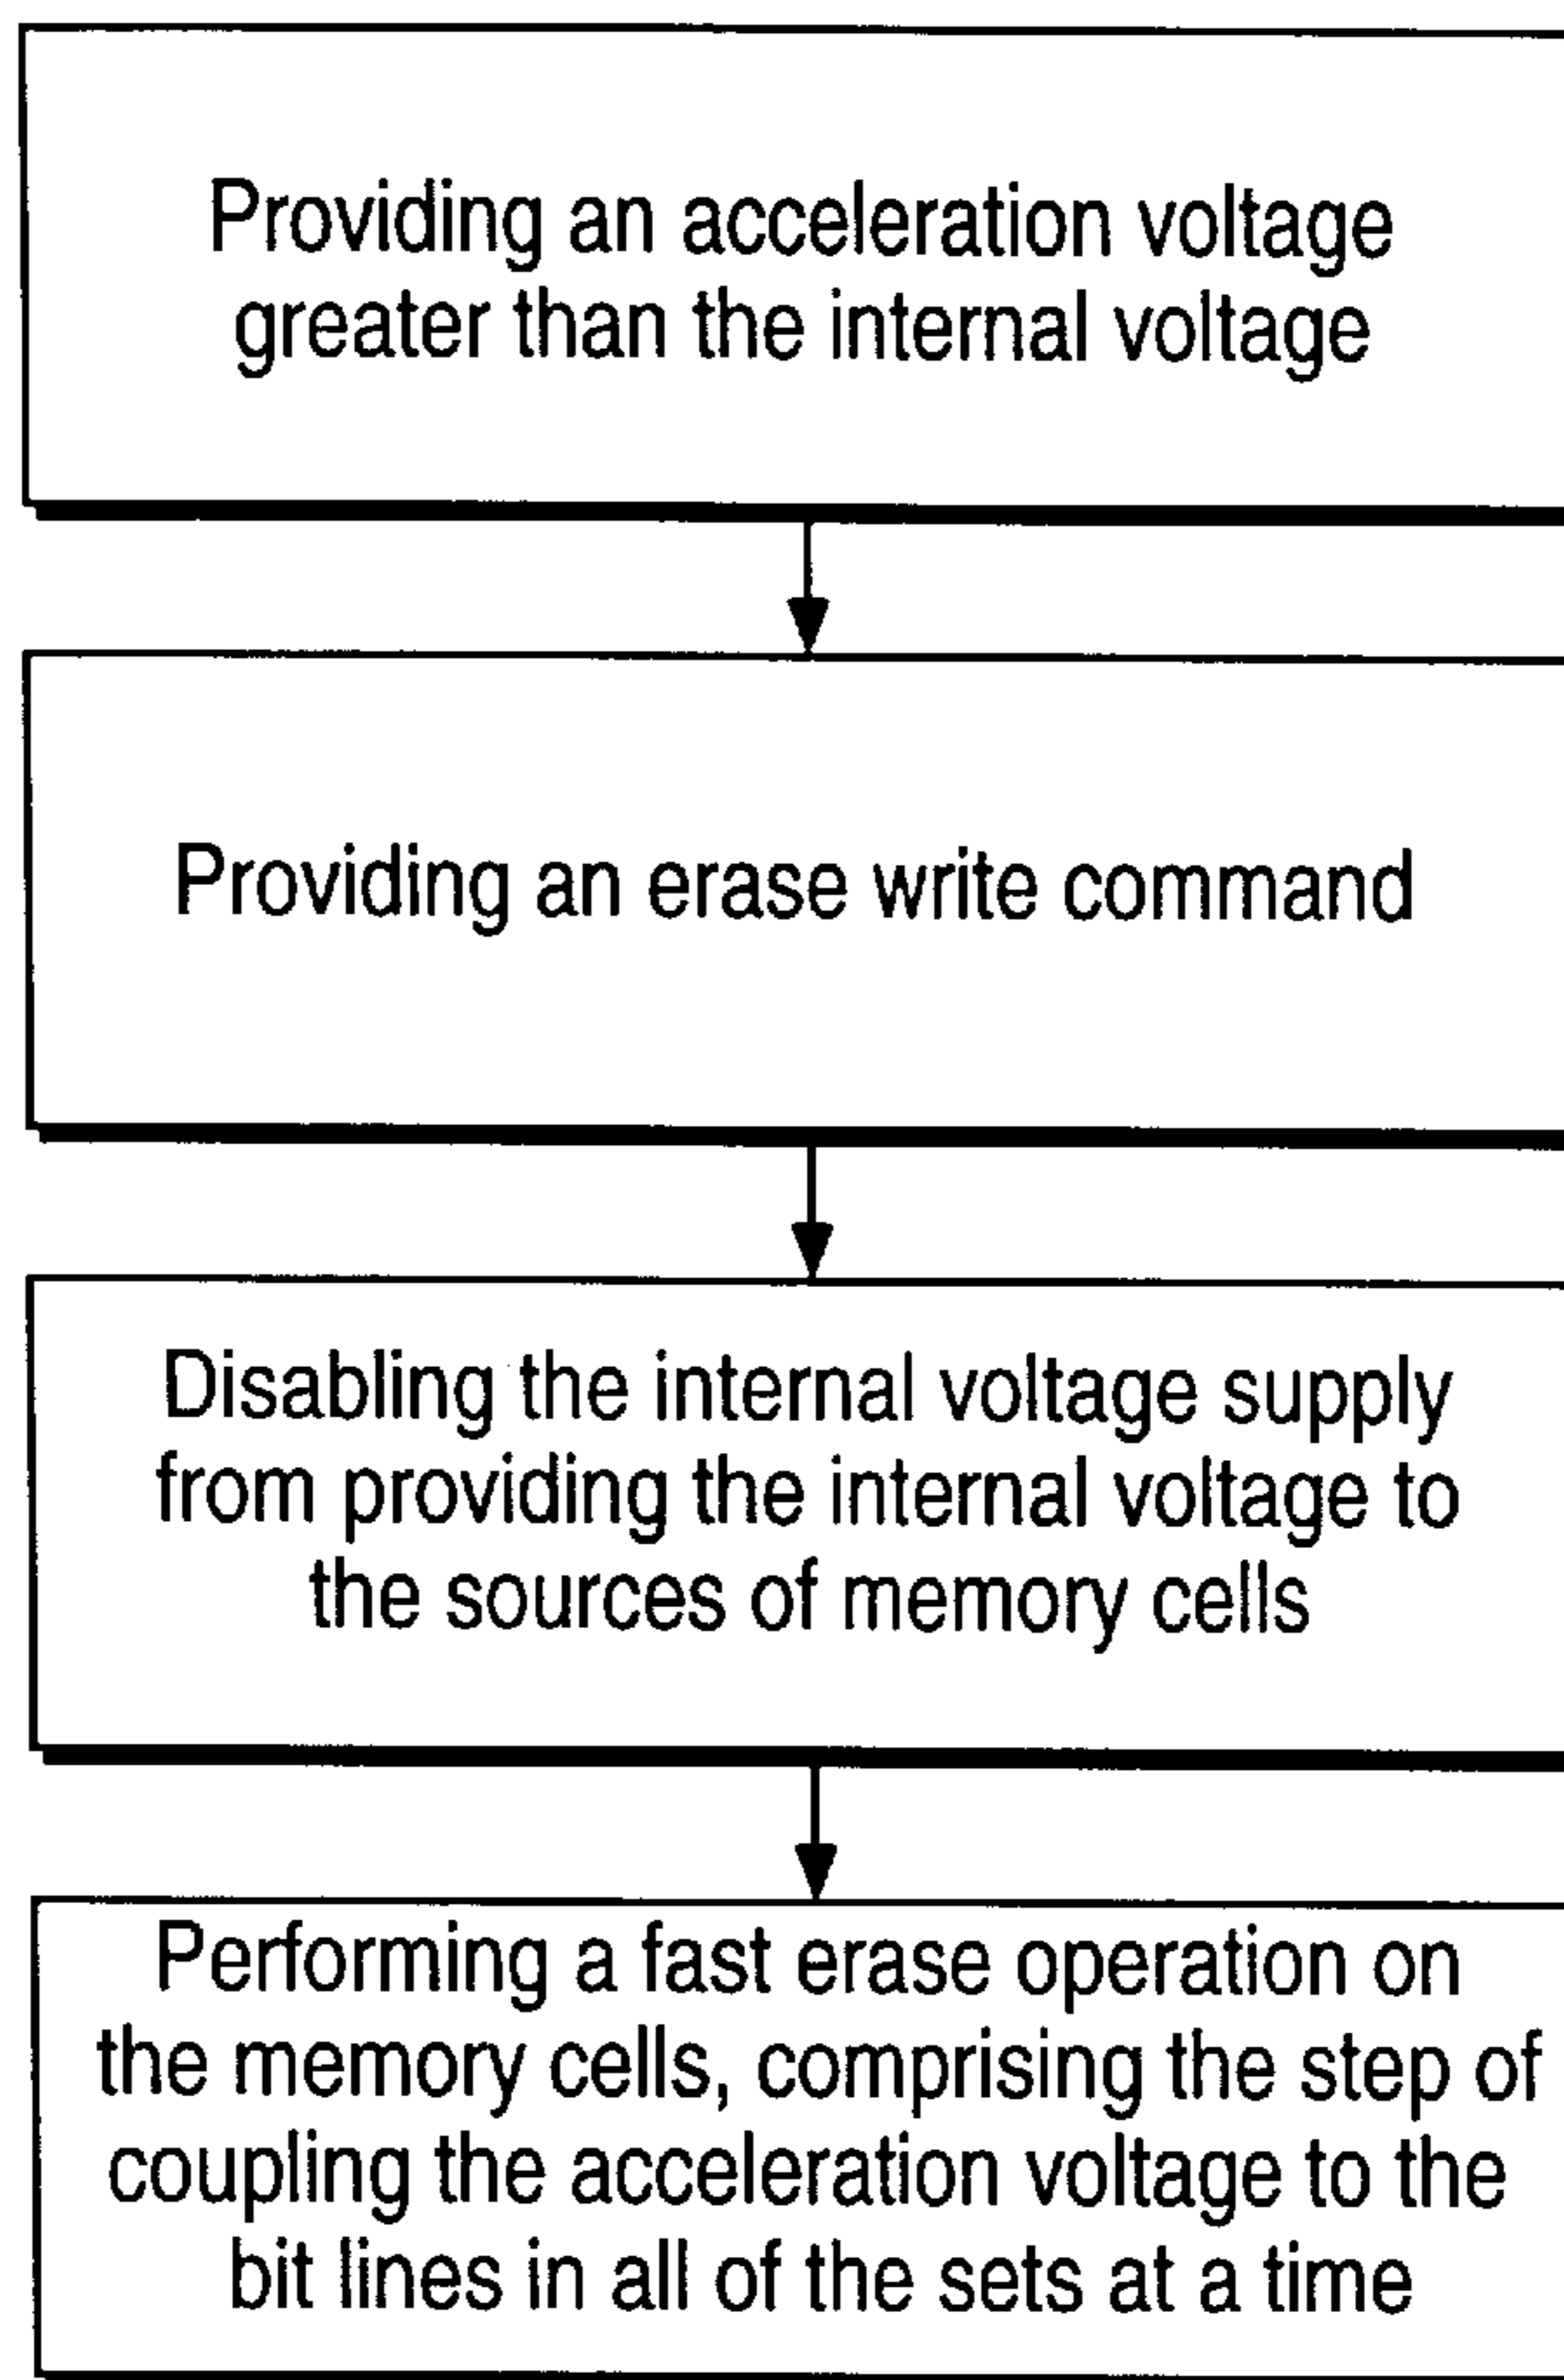 Providing an acceleration voltage
greater than the internal voltage
Providing an erase write command
Disabling the internal voltage supply
from providing the internal voltage to
the sources of memory cells
Performing a fast erase operation on
the memory cells, comprising the step of
coupling the acceleration voltage to the
bit lines in all of the sets at a time